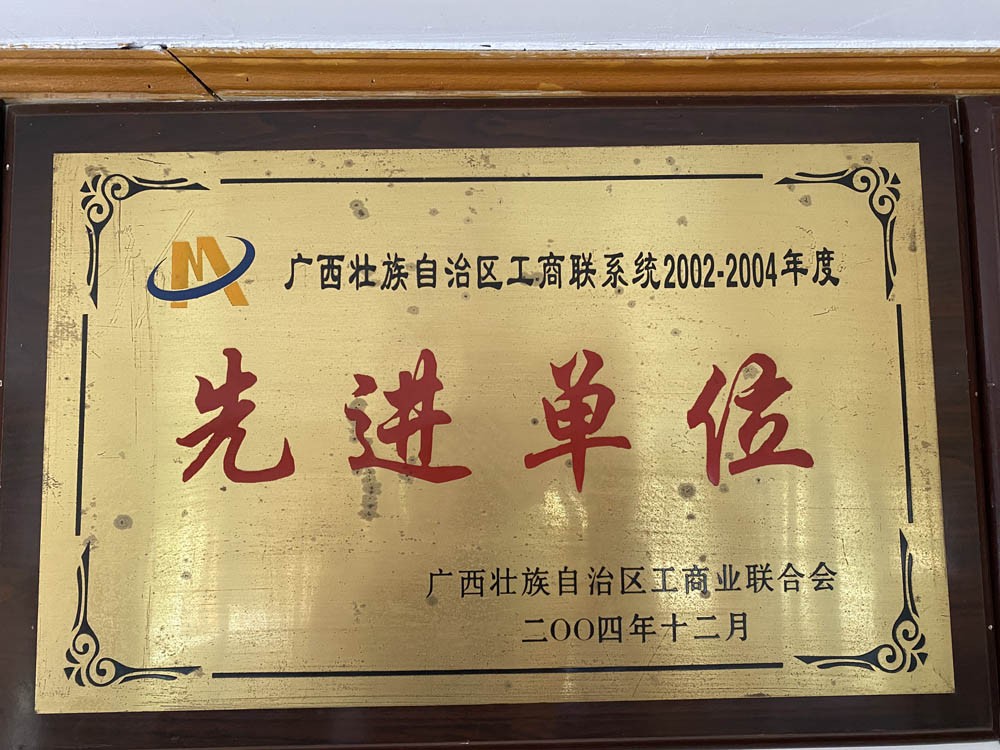 广西壮族自治区工商联系统2002-2004年度
先进单位
广西壮族自治区工商业联合会
二〇〇四年十二月